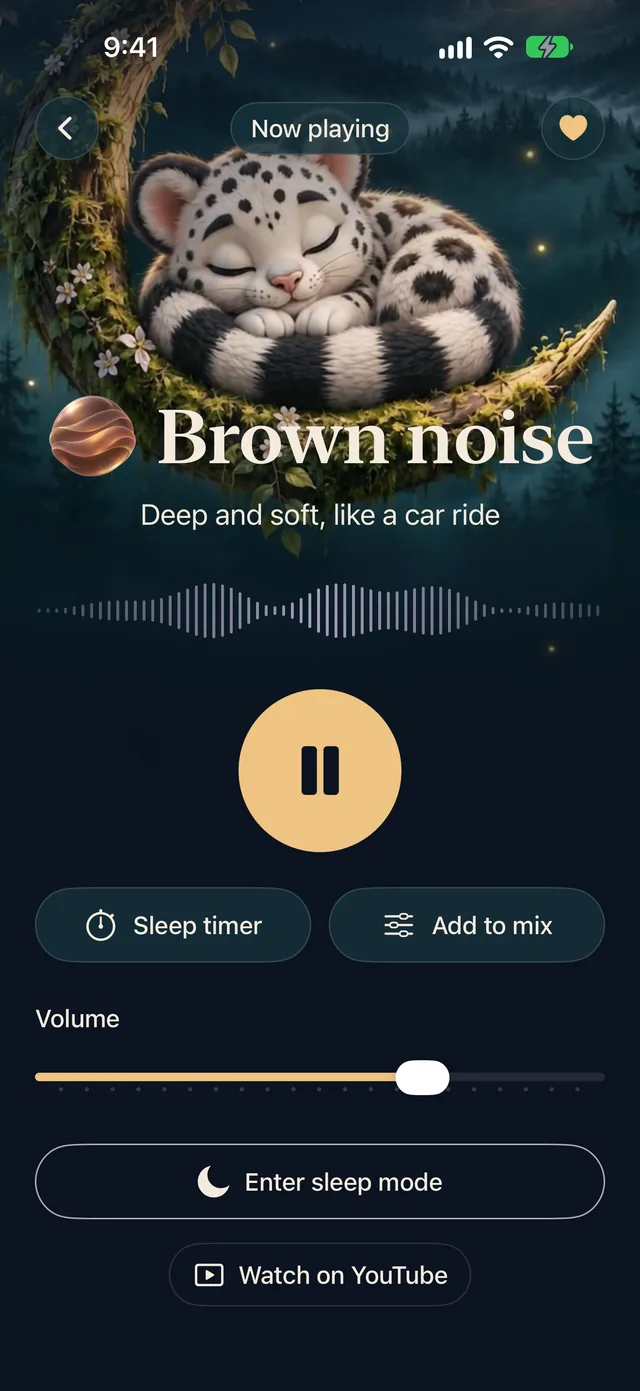 9:41
Now playing
Brown noise
Deep and soft, like a car ride
Sleep timer
Add to mix
Volume
Enter sleep mode
Watch on YouTube